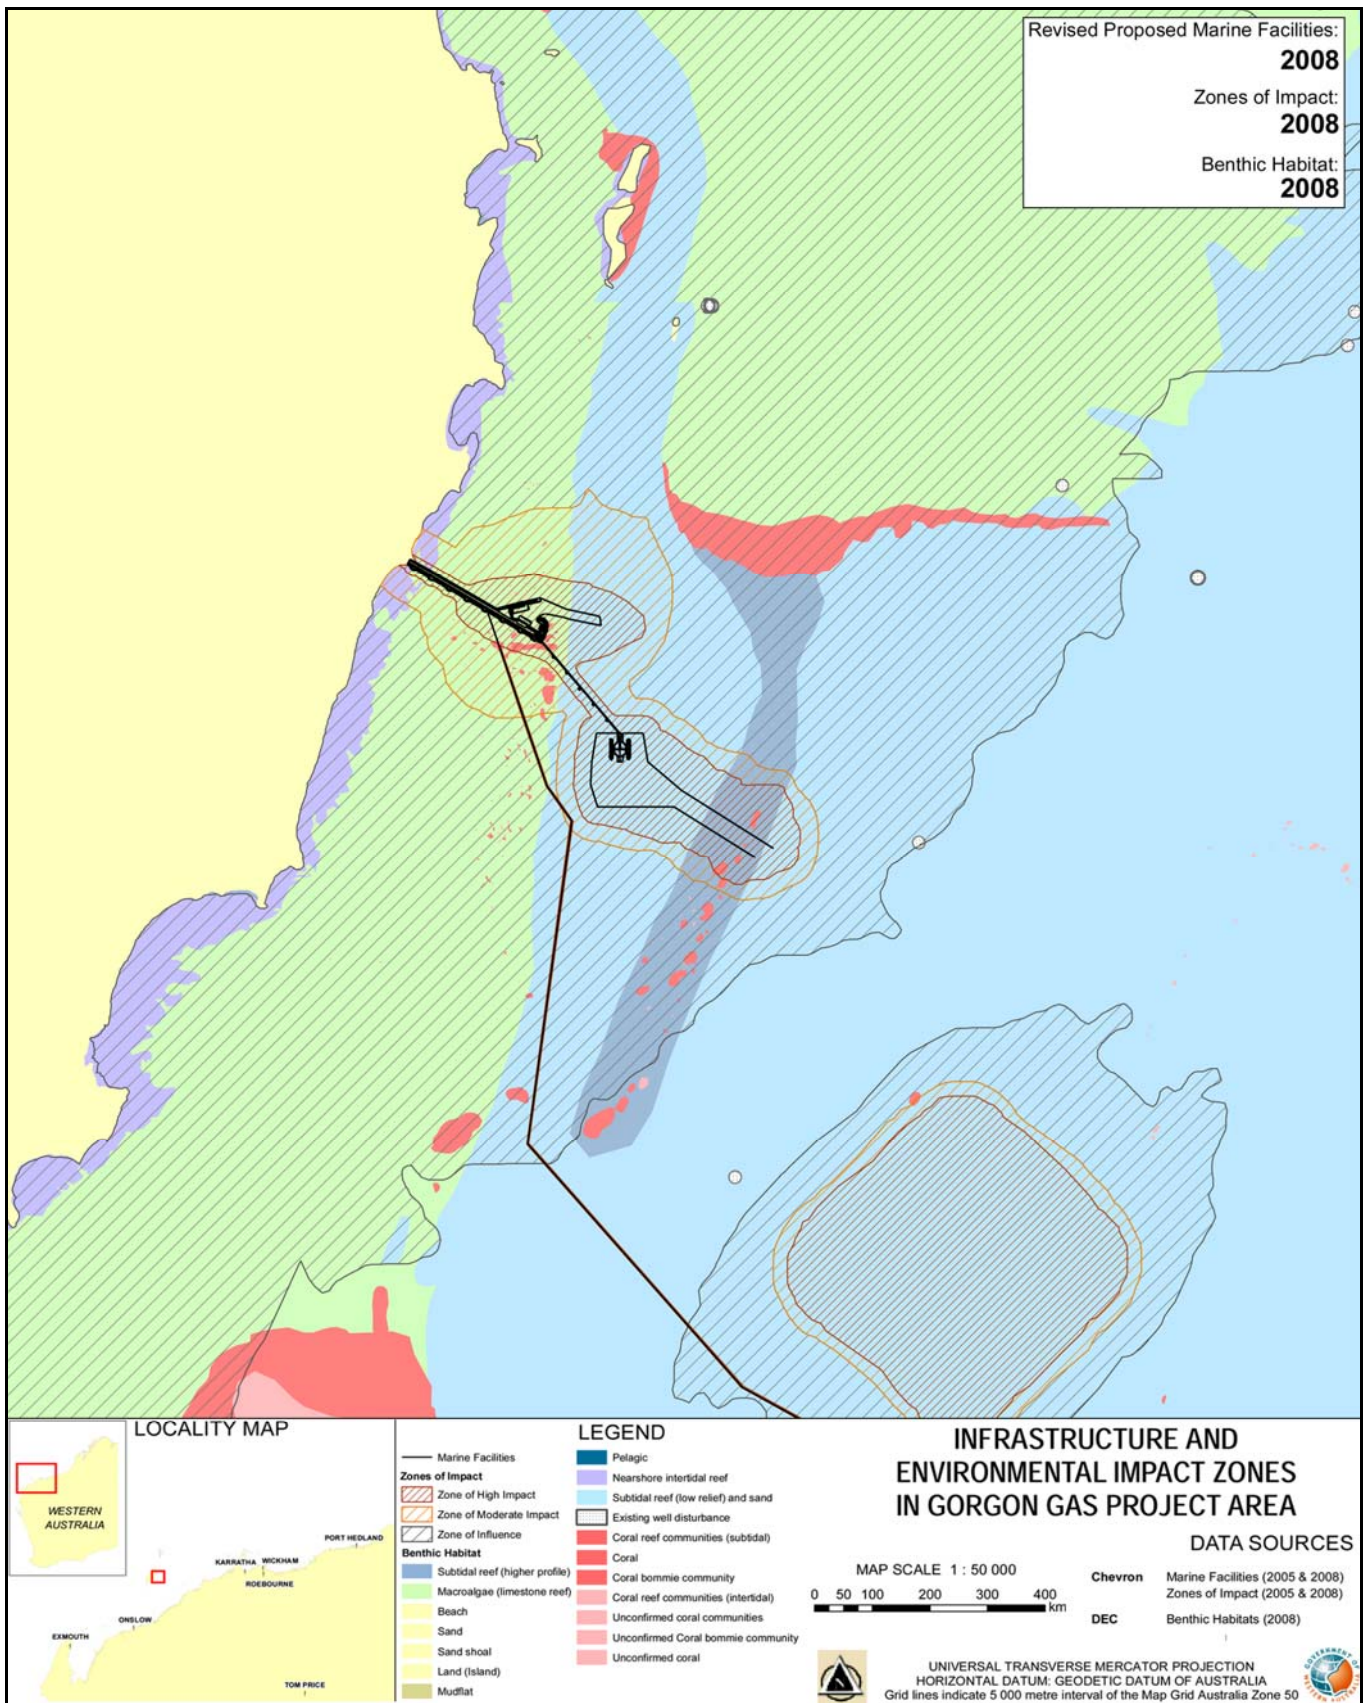 Revised Proposed Marine Facilities:
2008
Zones of Impact:
2008
Benthic Habitat:
2008
LOCALITY MAP
WESTERN
AUSTRALIA
PORT HEDLAND
KARRATHA
WICKHAM
ROEBOURNE
ONSLOW
EXMOUTH
TOM PRICE
LEGEND
Marine Facilities
Zones of Impact
Zone of High Impact
Zone of Moderate Impact
Zone of Influence
Benthic Habitat
Subtidal reef (higher profile)
Macroalgae (limestone reef)
Beach
Sand
Sand shoal
Land (Island)
Mudflat
Pelagic
Nearshore intertidal reef
Subtidal reef (low relief) and sand
Existing well disturbance
Coral reef communities (subtidal)
Coral
Coral bommie community
Coral reef communities (intertidal)
Unconfirmed coral communities
Unconfirmed Coral bommie community
Unconfirmed coral
INFRASTRUCTURE AND
ENVIRONMENTAL IMPACT ZONES
IN GORGON GAS PROJECT AREA
DATA SOURCES
MAP SCALE 1 : 50 000
0 50 100 200 300 400
km
Chevron Marine Facilities (2005 & 2008)
Zones of Impact (2005 & 2008)
DEC Benthic Habitats (2008)
UNIVERSAL TRANSVERSE MERCATOR PROJECTION
HORIZONTAL DATUM: GEODETIC DATUM OF AUSTRALIA
Grid lines indicate 5 000 metre interval of the Map Grid Australia Zone 50